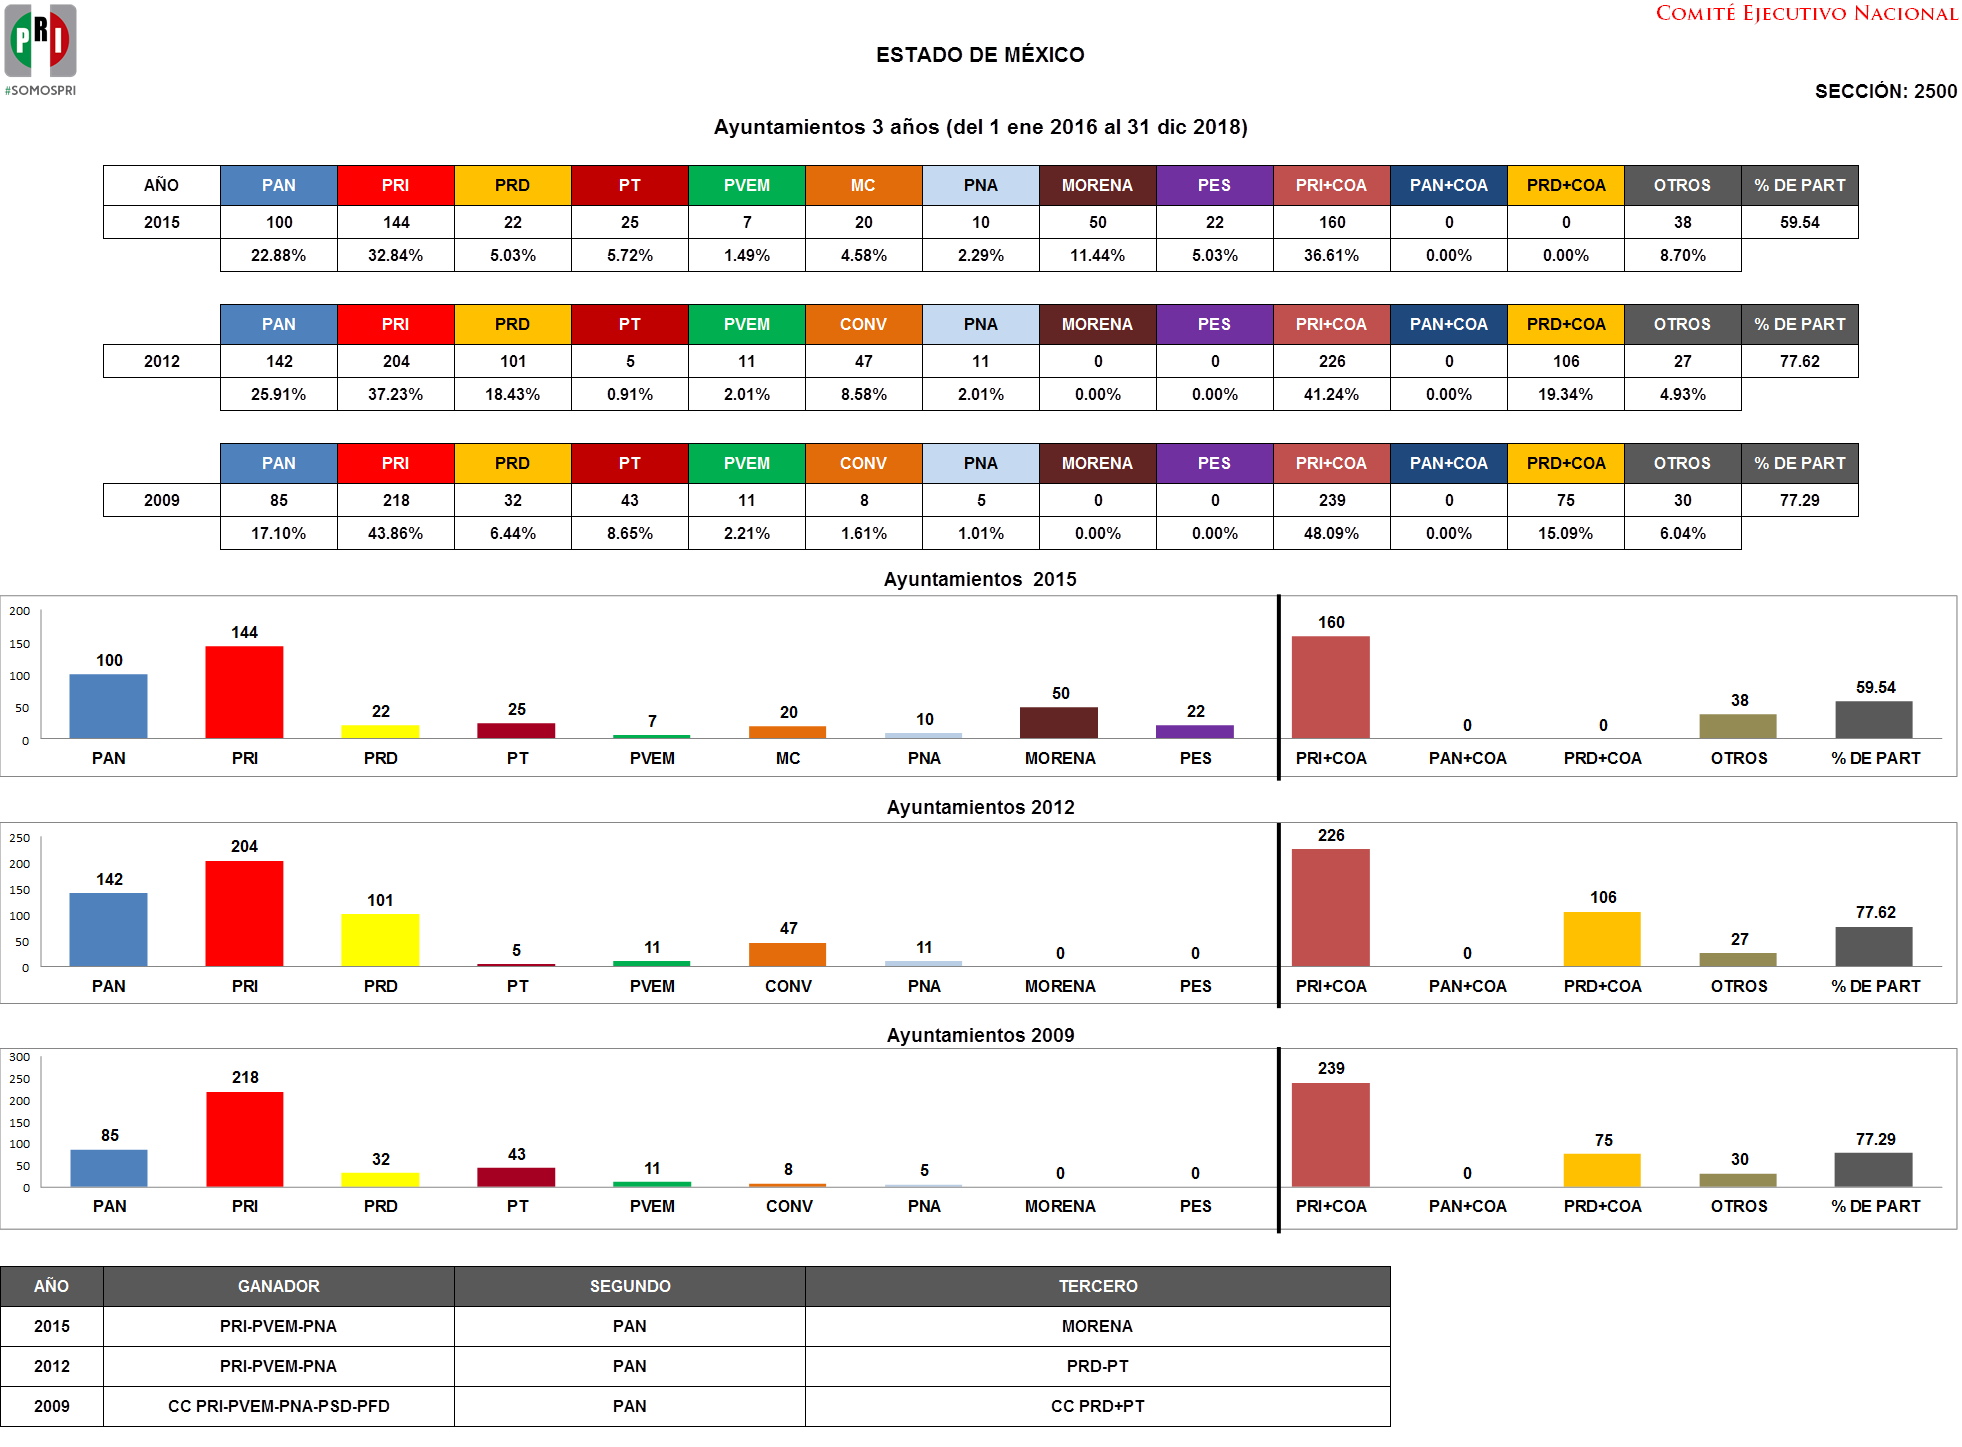 PRI
#SOMOSPRI
COMITÉ EJECUTIVO NACIONAL
ESTADO DE MÉXICO
SECCIÓN: 2500
Ayuntamientos 3 años (del 1 ene 2016 al 31 dic 2018)
AÑO PAN PRI PRD PT PVEM MC PNA MORENA PES PRI+COA PAN+COA PRD+COA OTROS % DE PART
2015 100 144 22 25 7 20 10 50 22 160 0 0 38 59.54
22.88% 32.84% 5.03% 5.72% 1.49% 4.58% 2.29% 11.44% 5.03% 36.61% 0.00% 0.00% 8.70%
PAN PRI PRD PT PVEM CONV PNA MORENA PES PRI+COA PAN+COA PRD+COA OTROS % DE PART
2012 142 204 101 5 11 47 11 0 0 226 0 106 27 77.62
25.91% 37.23% 18.43% 0.91% 2.01% 8.58% 2.01% 0.00% 0.00% 41.24% 0.00% 19.34% 4.93%
PAN PRI PRD PT PVEM CONV PNA MORENA PES PRI+COA PAN+COA PRD+COA OTROS % DE PART
2009 85 218 32 43 11 8 5 0 0 239 0 75 30 77.29
17.10% 43.86% 6.44% 8.65% 2.21% 1.61% 1.01% 0.00% 0.00% 48.09% 0.00% 15.09% 6.04%
Ayuntamientos 2015
200
150
100
50
0
100 144 22 25 7 20 10 50 22 160 0 0 38 59.54
PAN PRI PRD PT PVEM MC PNA MORENA PES PRI+COA PAN+COA PRD+COA OTROS % DE PART
Ayuntamientos 2012
250
200
150
100
50
0
142 204 101 5 11 47 11 0 0 226 0 106 27 77.62
PAN PRI PRD PT PVEM CONV PNA MORENA PES PRI+COA PAN+COA PRD+COA OTROS % DE PART
Ayuntamientos 2009
300
250
200
150
100
50
0
85 218 32 43 11 8 5 0 0 239 0 75 30 77.29
PAN PRI PRD PT PVEM CONV PNA MORENA PES PRI+COA PAN+COA PRD+COA OTROS % DE PART
AÑO GANADOR SEGUNDO TERCERO
2015 PRI-PVEM-PNA PAN MORENA
2012 PRI-PVEM-PNA PAN PRD-PT
2009 CC PRI-PVEM-PNA-PSD-PFD PAN CC PRD+PT